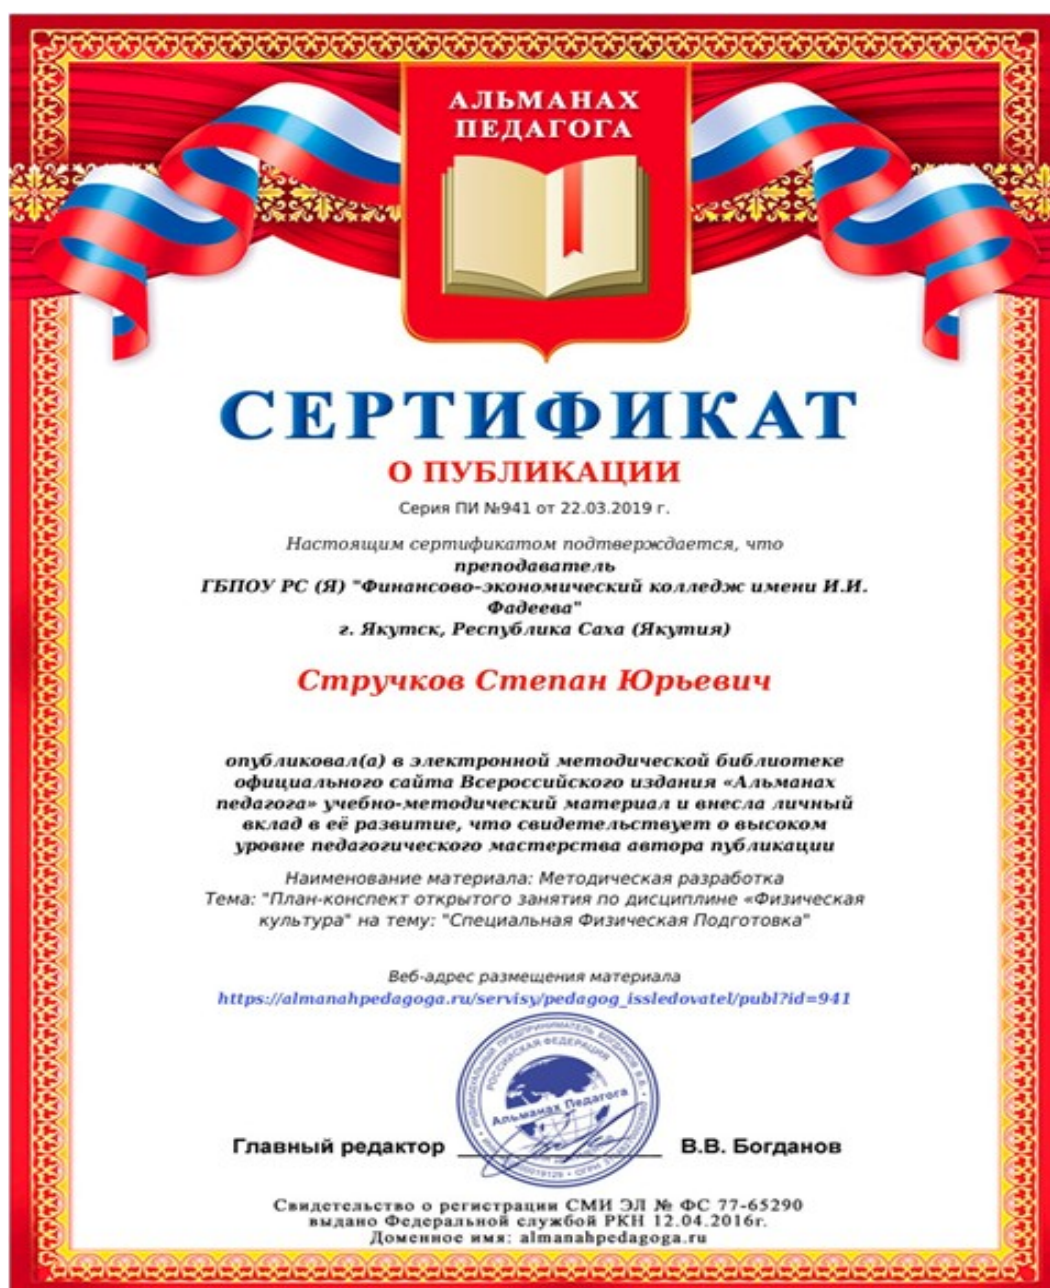 АЛЬМАНАХ
ПЕДАГОГА
СЕРТИФИКАТ
О ПУБЛИКАЦИИ
Серия ПИ №941 от 22.03.2019 г.
Настоящим сертификатом подтверждается, что
преподаватель
ГБПОУ РС (Я) "Финансово-экономический колледж имени И.И.
Фадеева"
г. Якутск, Республика Саха (Якутия)
Стручков Степан Юрьевич
опубликовал(а) в электронной методической библиотеке
официального сайта Всероссийского издания «Альманах
педагога» учебно-методический материал и внесла личный
вклад в её развитие, что свидетельствует о высоком
уровне педагогического мастерства автора публикации
Наименование материала: Методическая разработка
Тема: "План-конспект открытого занятия по дисциплине «Физическая
культура" на тему: "Специальная Физическая Подготовка"
Веб-адрес размещения материала
https://almanahpedagoga.ru/servisy/pedagog_issledovatel/publ?id=941
ИНДИВИДУАЛЬНЫЙ ПРЕДПРИНИМАТЕЛЬ БОГДАНОВ В.В.
РОССИЙСКАЯ ФЕДЕРАЦИЯ
Альманах Педагога
Главный редактор В.В. Богданов
Свидетельство о регистрации СМИ ЭЛ № ФС 77-65290
выдано Федеральной службой РКН 12.04.2016г.
Доменное имя: almanahpedagoga.ru